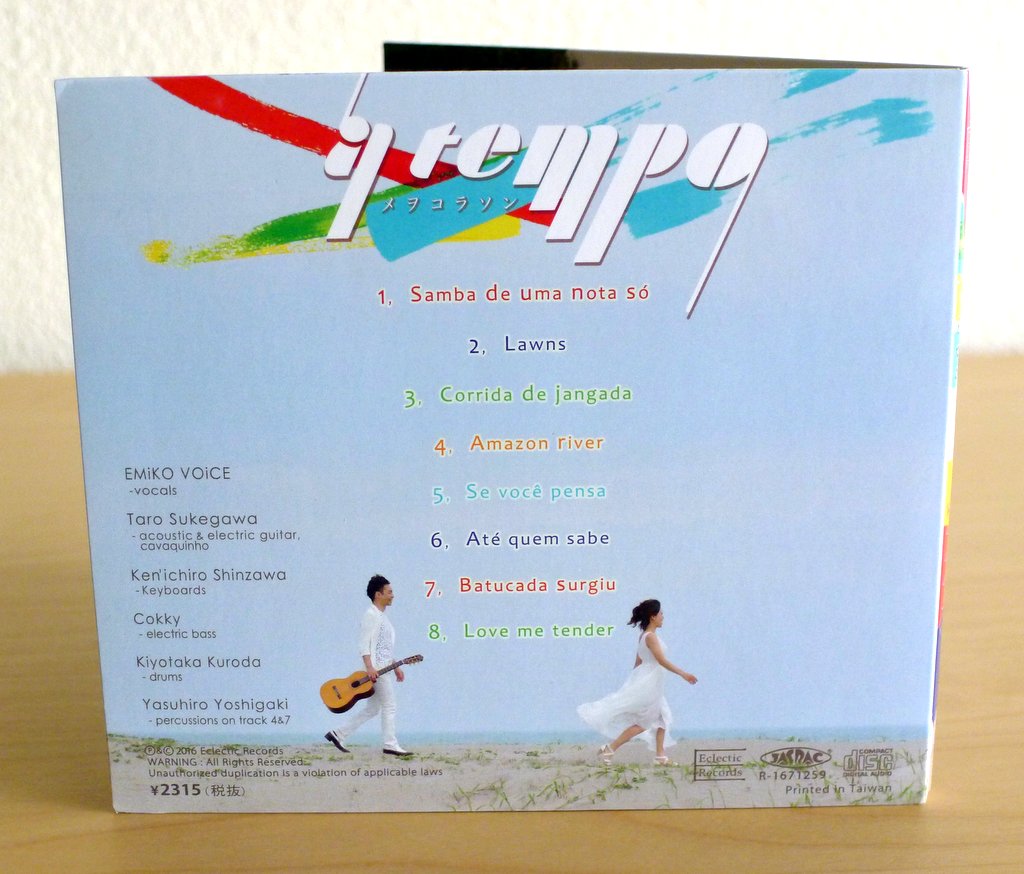 a tempo
メヲコラソン
1, Samba de uma nota só
2, Lawns
3, Corrida de jangada
4, Amazon river
5, Se você pensa
6, Até quem sabe
7, Batucada surgiu
8, Love me tender
EMiKO VOiCE
-vocals
Taro Sukegawa
- acoustic & electric guitar,
cavaquinho
Ken'ichiro Shinzawa
- Keyboards
Cokky
- electric bass
Kiyotaka Kuroda
- drums
Yasuhiro Yoshigaki
- percussions on track 4&7
Ⓟ&© 2016 Eclectic Records
WARNING : All Rights Reserved.
Unauthorized duplication is a violation of applicable laws
¥2315 (税抜)
Eclectic
Records
JASRAC
R-1671259
COMPACT
disc
DIGITAL AUDIO
Printed in Taiwan